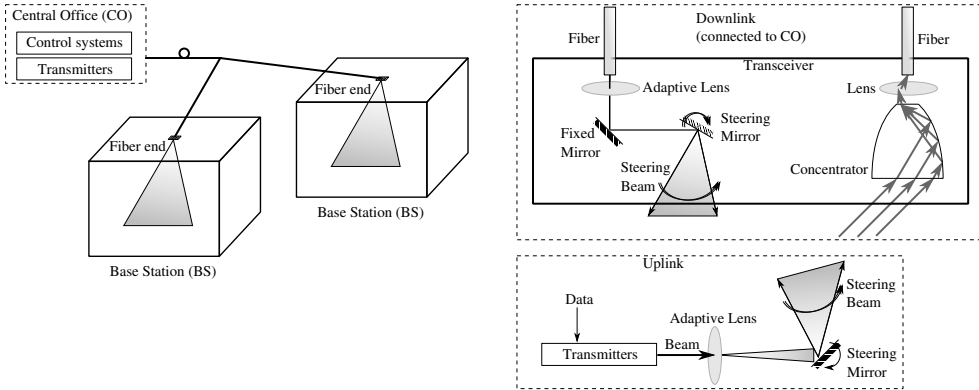 Central Office (CO)
Control systems
Transmitters
Fiber end
Fiber end
Base Station (BS)
Base Station (BS)
Downlink
(connected to CO)
Fiber
Fiber
Transceiver
Adaptive Lens
Lens
Fixed
Mirror
Steering
Mirror
Steering
Beam
Concentrator
Uplink
Data
Adaptive Lens
Transmitters
Beam
Steering
Beam
Steering
Mirror